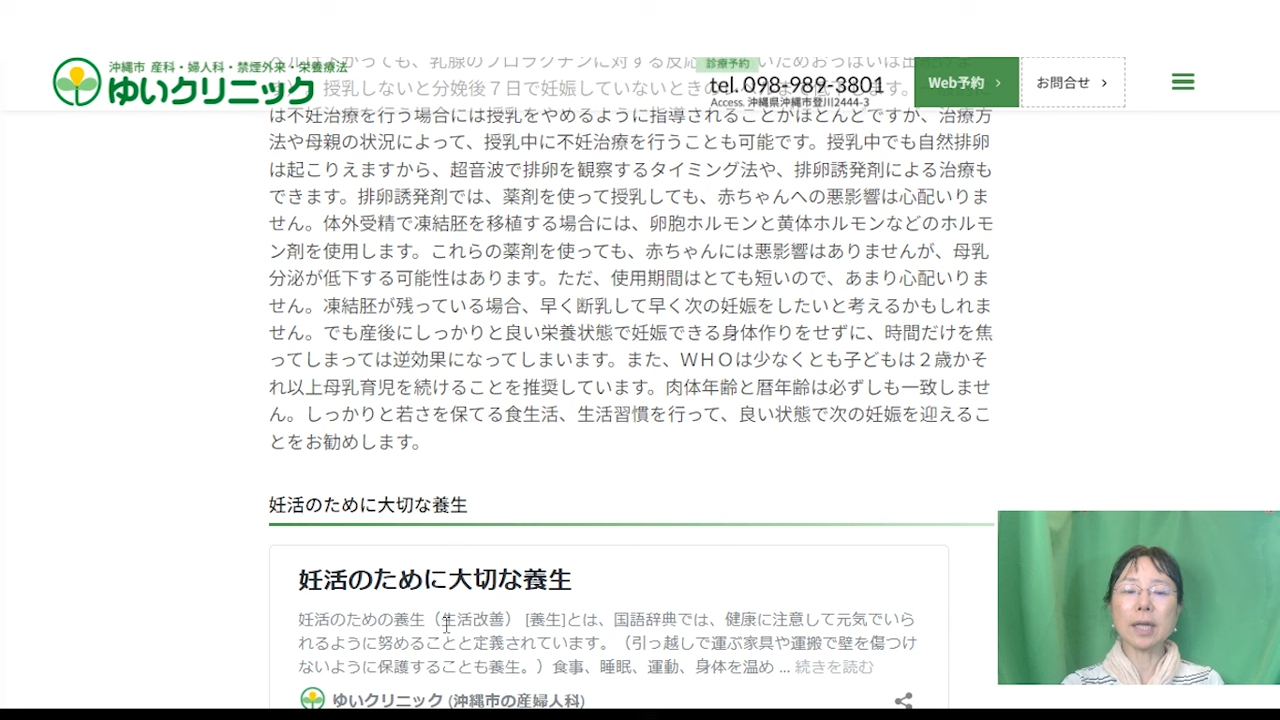 沖縄市 産科・婦人科・禁煙外来・栄養療法
ゆいクリニック
診療予約
tel. 098-989-3801
Access. 沖縄県沖縄市登川2444-3
Web予約
お問合せ
授乳しないと分娩後７日で妊娠していないとき
は不妊治療を行う場合には授乳をやめるように指導されることがほとんどですが、治療方
法や母親の状況によって、授乳中に不妊治療を行うことも可能です。授乳中でも自然排卵
は起こりえますから、超音波で排卵を観察するタイミング法や、排卵誘発剤による治療も
できます。排卵誘発剤では、薬剤を使って授乳しても、赤ちゃんへの悪影響は心配いりま
せん。体外受精で凍結胚を移植する場合には、卵胞ホルモンと黄体ホルモンなどのホルモ
ン剤を使用します。これらの薬剤を使っても、赤ちゃんには悪影響はありませんが、母乳
分泌が低下する可能性はあります。ただ、使用期間はとても短いので、あまり心配いりま
せん。凍結胚が残っている場合、早く断乳して早く次の妊娠をしたいと考えるかもしれま
せん。でも産後にしっかりと良い栄養状態で妊娠できる身体作りをせずに、時間だけを焦
ってしまっては逆効果になってしまいます。また、ＷＨＯは少なくとも子どもは２歳かそ
れ以上母乳育児を続けることを推奨しています。肉体年齢と暦年齢は必ずしも一致しませ
ん。しっかりと若さを保てる食生活、生活習慣を行って、良い状態で次の妊娠を迎えるこ
とをお勧めします。
妊活のために大切な養生
妊活のために大切な養生
妊活のための養生（生活改善） [養生]とは、国語辞典では、健康に注意して元気でいら
れるように努めることと定義されています。（引っ越しで運ぶ家具や運搬で壁を傷つけ
ないように保護することも養生。）食事、睡眠、運動、身体を温め ... 続きを読む
ゆいクリニック (沖縄市の産婦人科)